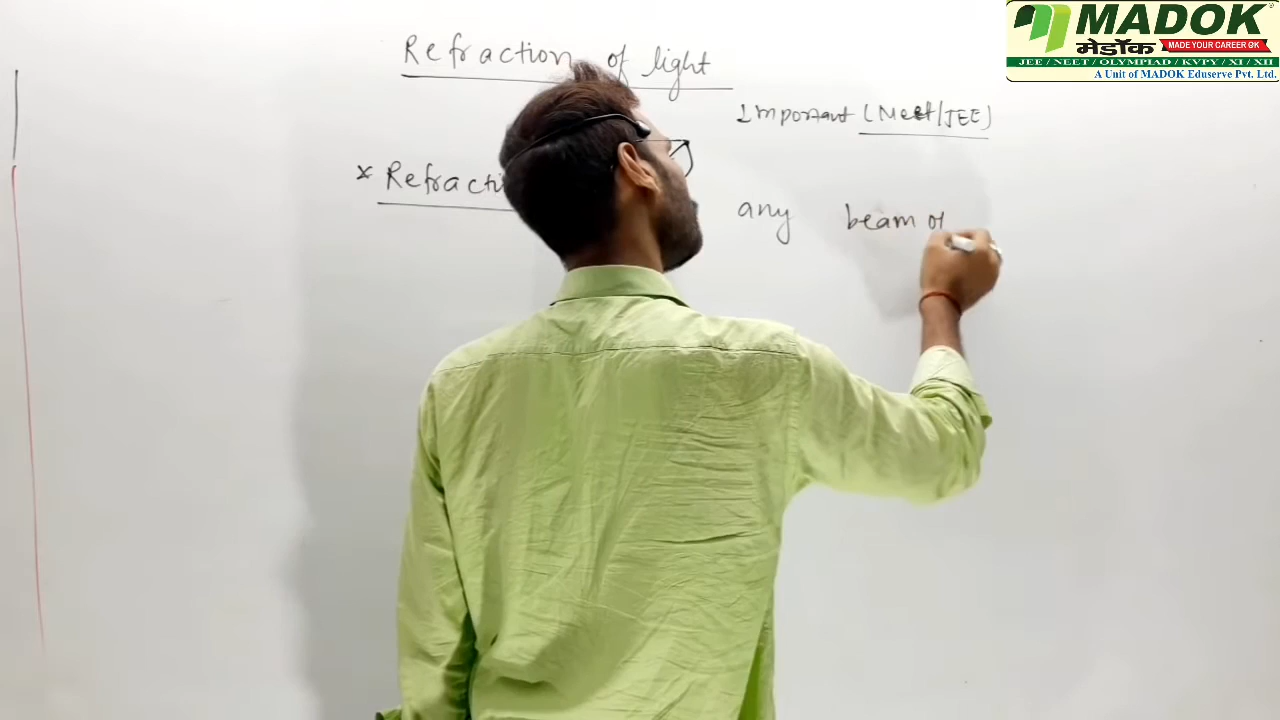 Refraction of light
Important (Neet/JEE)
* Refracti
any beam of
MADOK
मेडॉक
MADE YOUR CAREER OK
JEE / NEET / OLYMPIAD / KVPY / XI / XII
A Unit of MADOK Eduserve Pvt. Ltd.